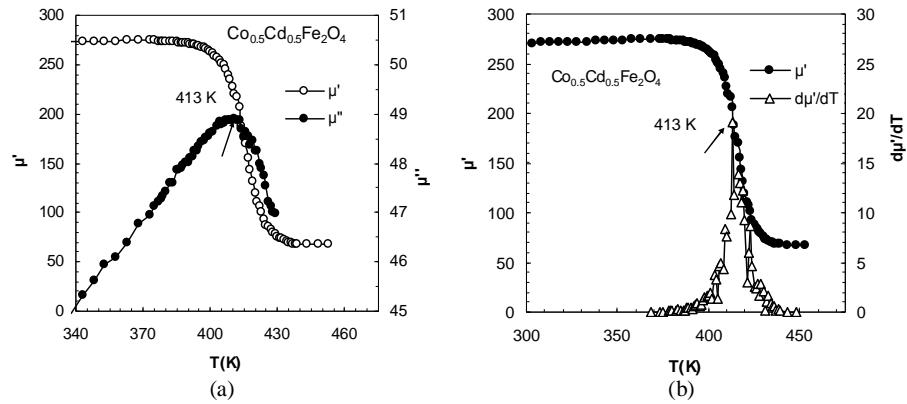 300
250
200
150
100
50
0
µ'
51
50
49
48
47
46
45
µ"
Co0.5Cd0.5Fe2O4
µ'
µ"
413 K
340 370 400 430 460
T(K)
(a)
300
250
200
150
100
50
0
µ'
30
25
20
15
10
5
0
dµ'/dT
Co0.5Cd0.5Fe2O4
µ'
dµ'/dT
413 K
300 350 400 450
T(K)
(b)